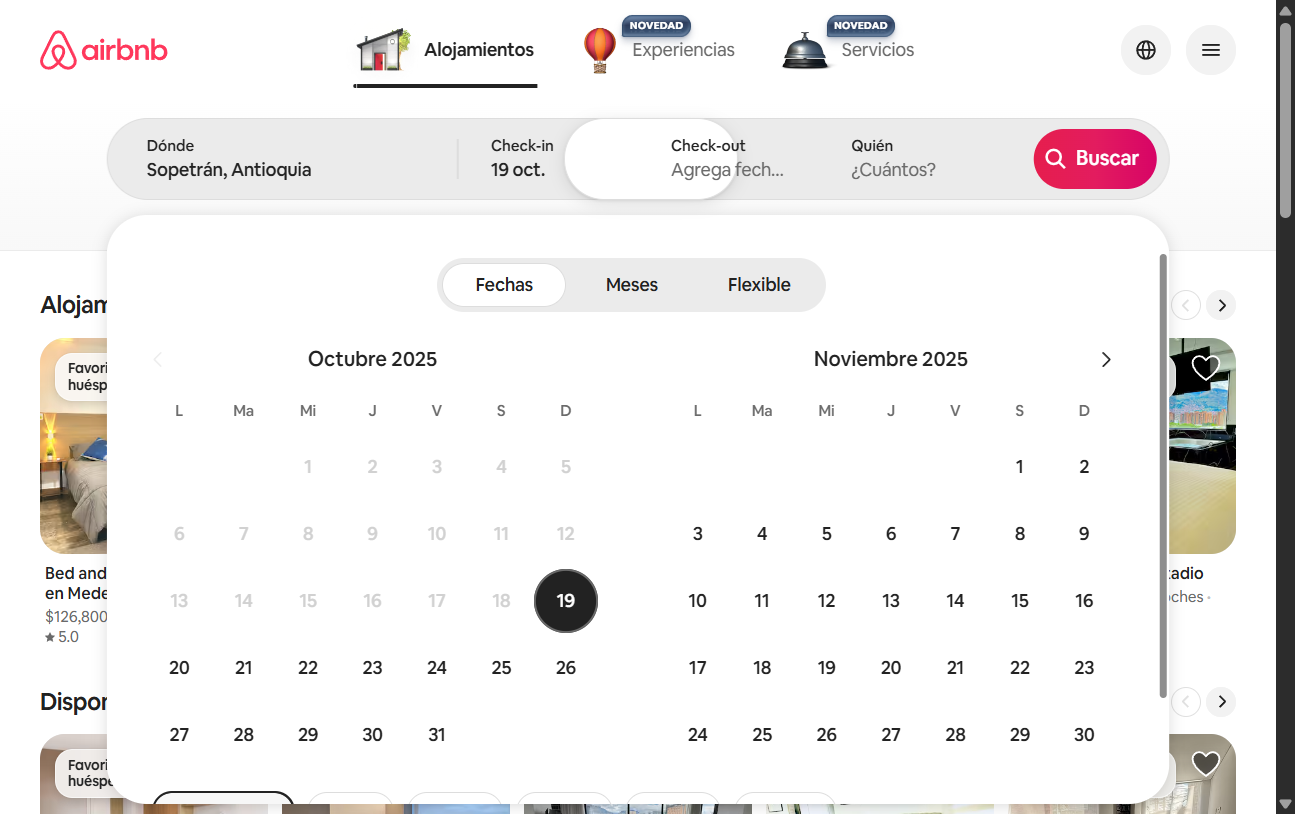 airbnb
Alojamientos
NOVEDAD
Experiencias
NOVEDAD
Servicios
Dónde
Sopetrán, Antioquia
Check-in
19 oct.
Check-out
Agrega fech...
Quién
¿Cuántos?
Buscar
Fechas
Meses
Flexible
Octubre 2025
L Ma Mi J V S D
1 2 3 4 5
6 7 8 9 10 11 12
13 14 15 16 17 18 19
20 21 22 23 24 25 26
27 28 29 30 31
Noviembre 2025
L Ma Mi J V S D
1 2
3 4 5 6 7 8 9
10 11 12 13 14 15 16
17 18 19 20 21 22 23
24 25 26 27 28 29 30
Alojam
Favori
huésp
Bed and
en Mede
$126,800
5.0
tadio
oches ·
Dispon
Favori
huéspe